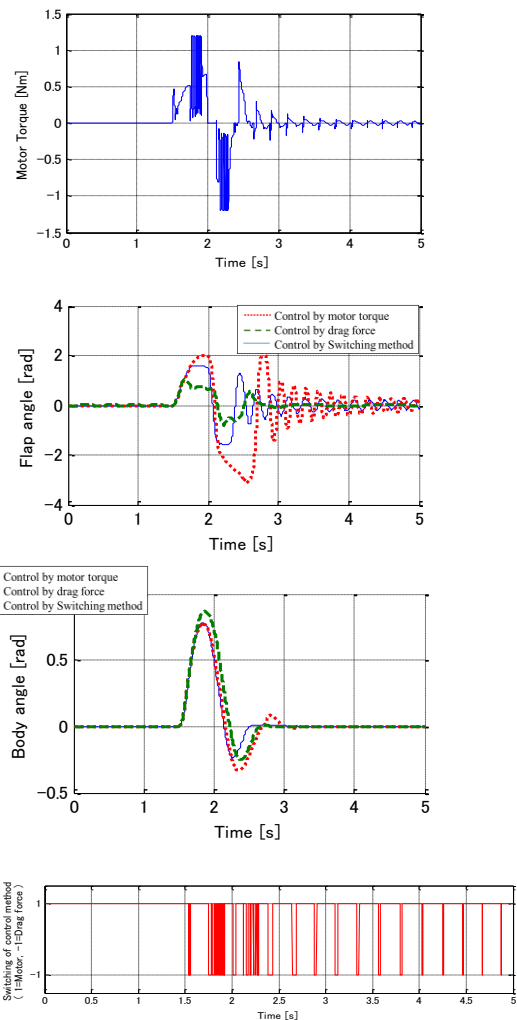 1.5
1
0.5
0
−0.5
−1
−1.5
Motor Torque [Nm]
0 1 2 3 4 5
Time [s]
4
2
0
−2
−4
Flap angle [rad]
Control by motor torque
Control by drag force
Control by Switching method
0 1 2 3 4 5
Time [s]
Control by motor torque
Control by drag force
Control by Switching method
0.5
0
−0.5
Body angle [rad]
0 1 2 3 4 5
Time [s]
Switching of control method
( 1=Motor, −1=Drag force )
1
−1
0 0.5 1 1.5 2 2.5 3 3.5 4 4.5 5
Time [s]